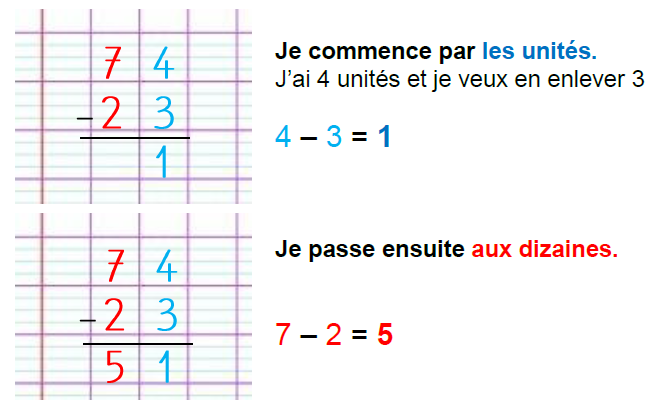 7 4
– 2 3
1
Je commence par les unités.
J'ai 4 unités et je veux en enlever 3
4 – 3 = 1
7 4
– 2 3
5 1
Je passe ensuite aux dizaines.
7 – 2 = 5